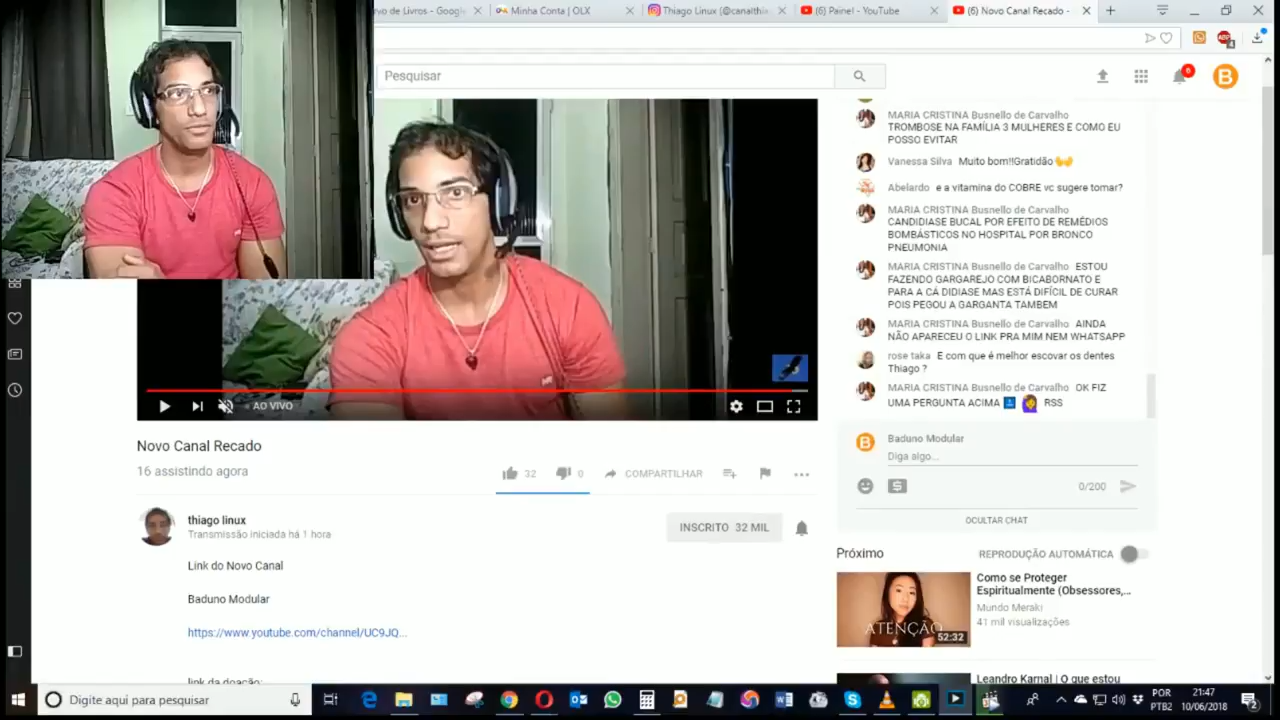 rvo de Livros - Google
Minha Conta | OLX
Thiago Linux (@canalthi
(6) Painel - YouTube
(6) Novo Canal Recado -
Pesquisar
6
B
MARIA CRISTINA Busnello de Carvalho
TROMBOSE NA FAMÍLIA 3 MULHERES E COMO EU
POSSO EVITAR
Vanessa Silva Muito bom!!Gratidão
Abelardo e a vitamina do COBRE vc sugere tomar?
MARIA CRISTINA Busnello de Carvalho
CANDIDIASE BUCAL POR EFEITO DE REMÉDIOS
BOMBÁSTICOS NO HOSPITAL POR BRONCO
PNEUMONIA
MARIA CRISTINA Busnello de Carvalho ESTOU
FAZENDO GARGAREJO COM BICABORNATO E
PARA A CÁ DIDIASE MAS ESTÁ DIFÍCIL DE CURAR
POIS PEGOU A GARGANTA TAMBEM
MARIA CRISTINA Busnello de Carvalho AINDA
NÃO APARECEU O LINK PRA MIM NEM WHATSAPP
rose taka E com que é melhor escovar os dentes
Thiago ?
MARIA CRISTINA Busnello de Carvalho OK FIZ
UMA PERGUNTA ACIMA RSS
B
Baduno Modular
Diga algo...
0/200
OCULTAR CHAT
AO VIVO
Novo Canal Recado
16 assistindo agora
32
0
COMPARTILHAR
thiago linux
Transmissão iniciada há 1 hora
INSCRITO 32 MIL
Link do Novo Canal
Baduno Modular
https://www.youtube.com/channel/UC9JQ...
link da doação:
Próximo
REPRODUÇÃO AUTOMÁTICA
ATENÇÃO
52:32
Como se Proteger
Espiritualmente (Obsessores,...
Mundo Meraki
41 mil visualizações
Leandro Karnal | O que estou
Digite aqui para pesquisar
POR
PTB2
21:47
10/06/2018
2